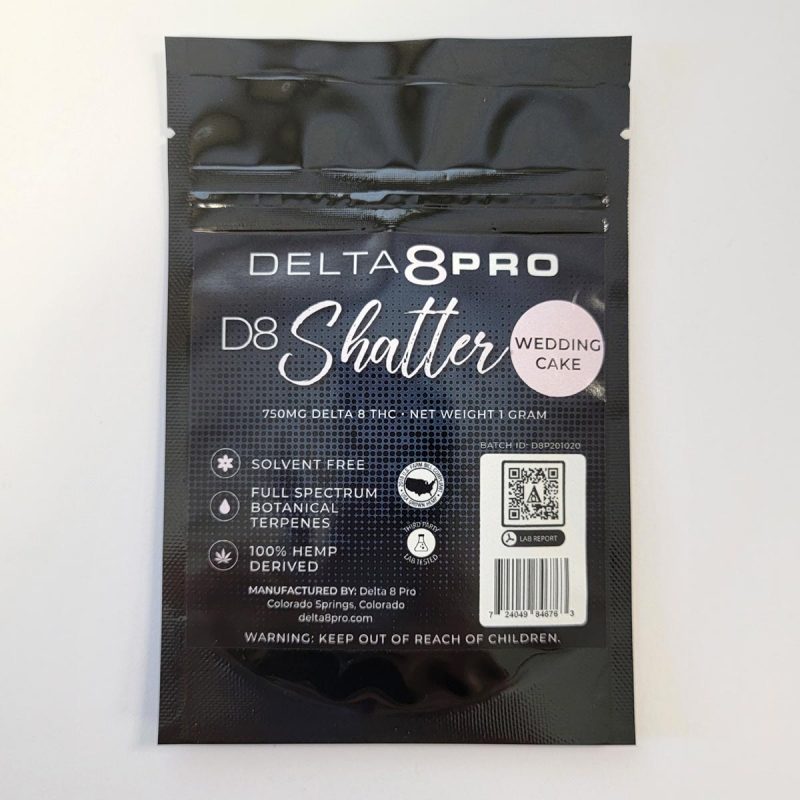 DELTA8PRO
D8 Shatter
WEDDING
CAKE
750MG DELTA 8 THC • NET WEIGHT 1 GRAM
BATCH ID: D8P201020
SOLVENT FREE
FULL SPECTRUM
BOTANICAL
TERPENES
100% HEMP
DERIVED
THIRD PARTY
LAB TESTED
LAB REPORT
7 24049 84676 3
MANUFACTURED BY: Delta 8 Pro
Colorado Springs, Colorado
delta8pro.com
WARNING: KEEP OUT OF REACH OF CHILDREN.